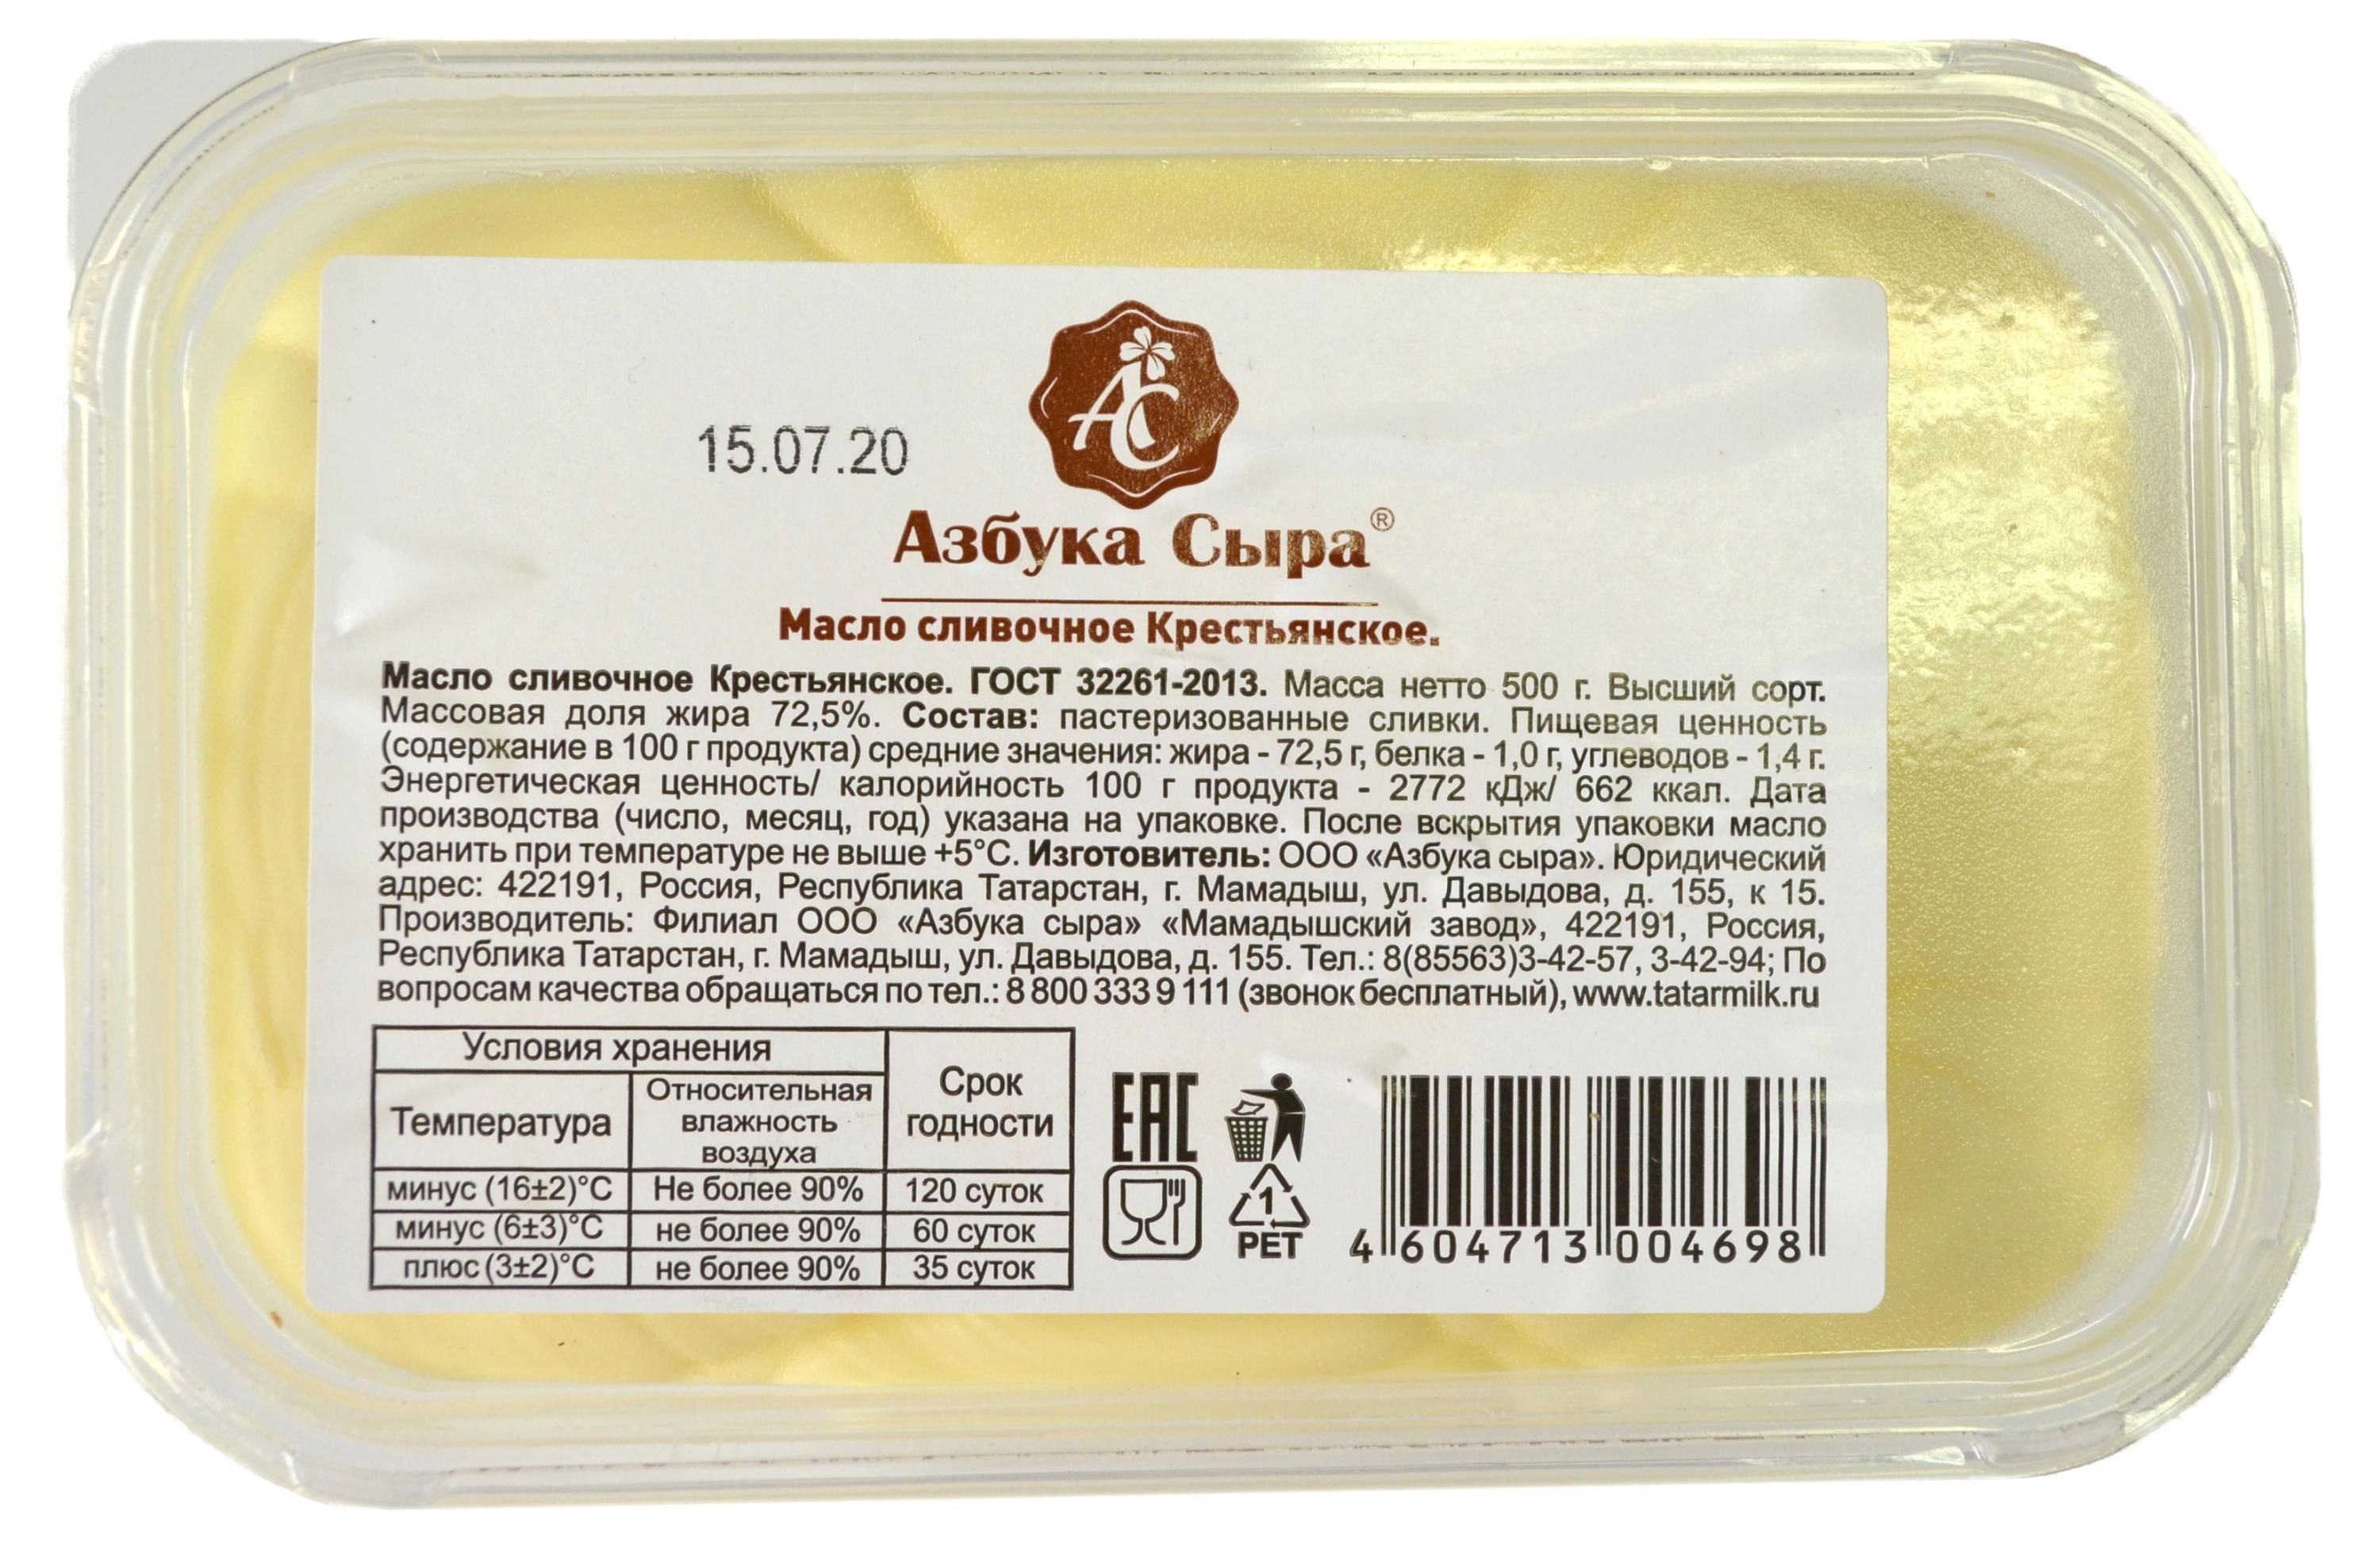 15.07.20
АС
Азбука Сыра®
Масло сливочное Крестьянское.
Масло сливочное Крестьянское. ГОСТ 32261-2013. Масса нетто 500 г. Высший сорт.
Массовая доля жира 72,5%. Состав: пастеризованные сливки. Пищевая ценность
(содержание в 100 г продукта) средние значения: жира - 72,5 г, белка - 1,0 г, углеводов - 1,4 г.
Энергетическая ценность/ калорийность 100 г продукта - 2772 кДж/ 662 ккал. Дата
производства (число, месяц, год) указана на упаковке. После вскрытия упаковки масло
хранить при температуре не выше +5°С. Изготовитель: ООО «Азбука сыра». Юридический
адрес: 422191, Россия, Республика Татарстан, г. Мамадыш, ул. Давыдова, д. 155, к 15.
Производитель: Филиал ООО «Азбука сыра» «Мамадышский завод», 422191, Россия,
Республика Татарстан, г. Мамадыш, ул. Давыдова, д. 155. Тел.: 8(85563)3-42-57, 3-42-94; По
вопросам качества обращаться по тел.: 8 800 333 9 111 (звонок бесплатный), www.tatarmilk.ru
Условия хранения
Срок годности
Температура
Относительная
влажность
воздуха
минус (16±2)°С Не более 90% 120 суток
минус (6±3)°С не более 90% 60 суток
плюс (3±2)°С не более 90% 35 суток
ЕАС
1
PET
4 604713 004698